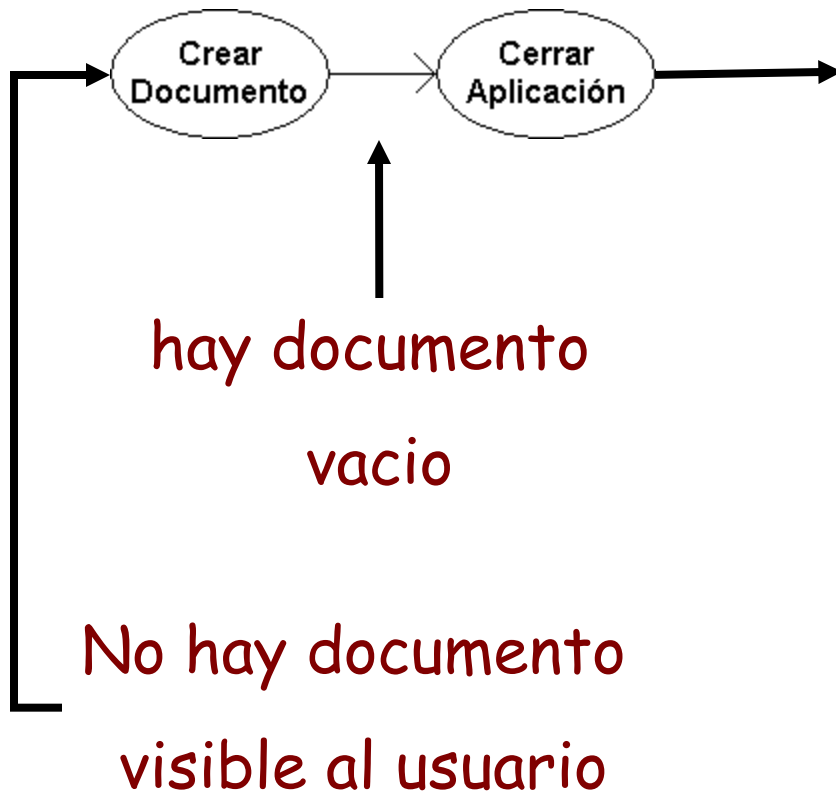 Crear
Documento
Cerrar
Aplicación
hay documento
vacio
No hay documento
visible al usuario